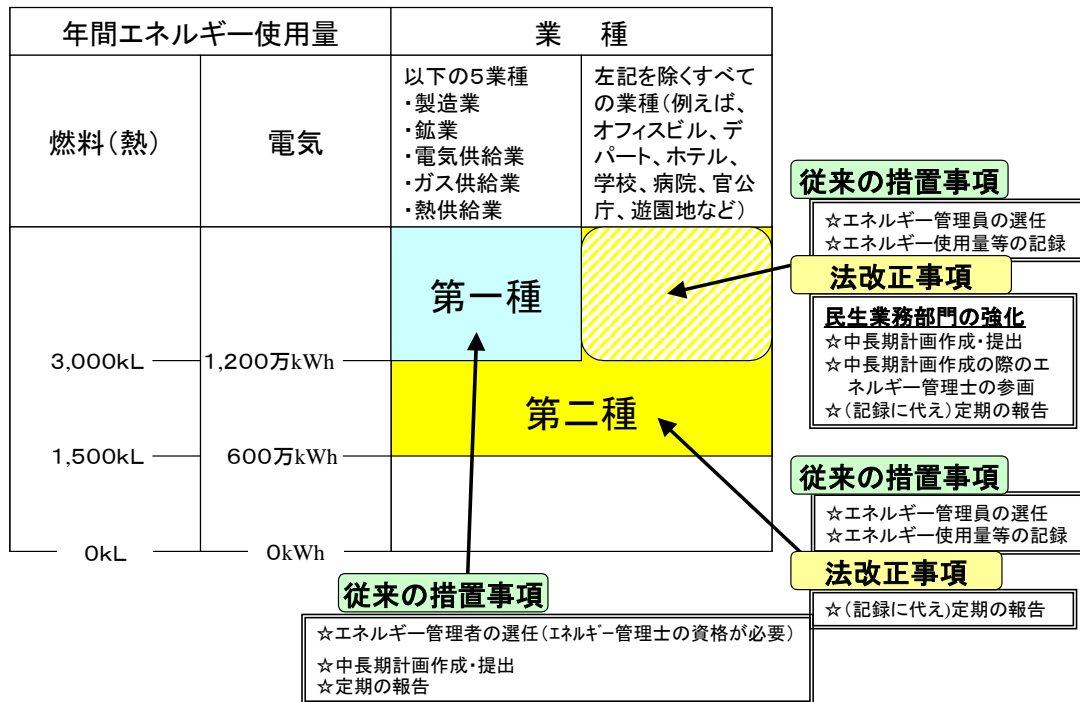 年間エネルギー使用量
業　種
燃料(熱)
電気
以下の5業種
・製造業
・鉱業
・電気供給業
・ガス供給業
・熱供給業
左記を除くすべて
の業種(例えば、
オフィスビル、デ
パート、ホテル、
学校、病院、官公
庁、遊園地など)
第一種
3,000kL
1,200万kWh
第二種
1,500kL
600万kWh
0kL
0kWh
従来の措置事項
☆エネルギー管理員の選任
☆エネルギー使用量等の記録
法改正事項
民生業務部門の強化
☆中長期計画作成・提出
☆中長期計画作成の際のエ
ネルギー管理士の参画
☆(記録に代え)定期の報告
従来の措置事項
☆エネルギー管理員の選任
☆エネルギー使用量等の記録
法改正事項
☆(記録に代え)定期の報告
従来の措置事項
☆エネルギー管理者の選任(ｴﾈﾙｷﾞｰ管理士の資格が必要)
☆中長期計画作成・提出
☆定期の報告